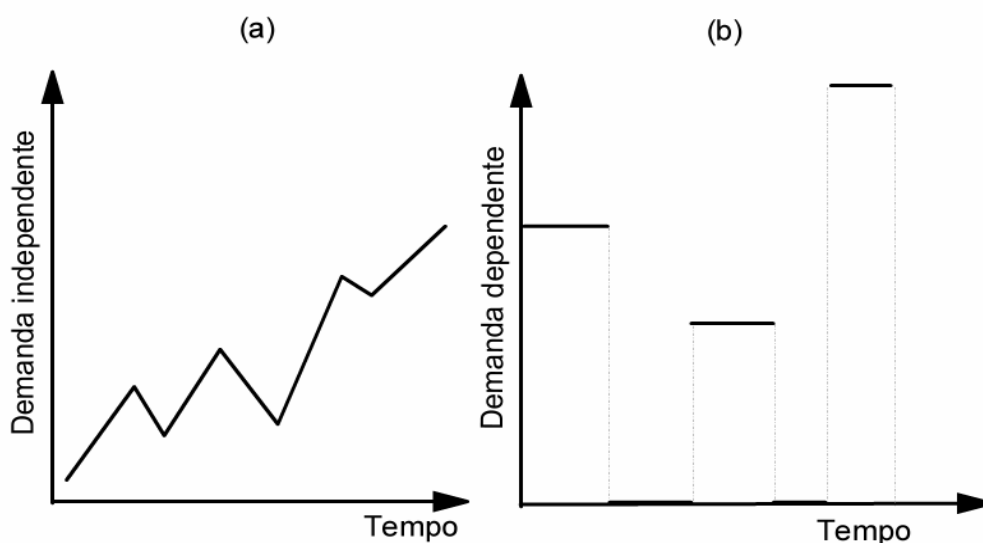 (a)
Demanda independente
Tempo
(b)
Demanda dependente
Tempo